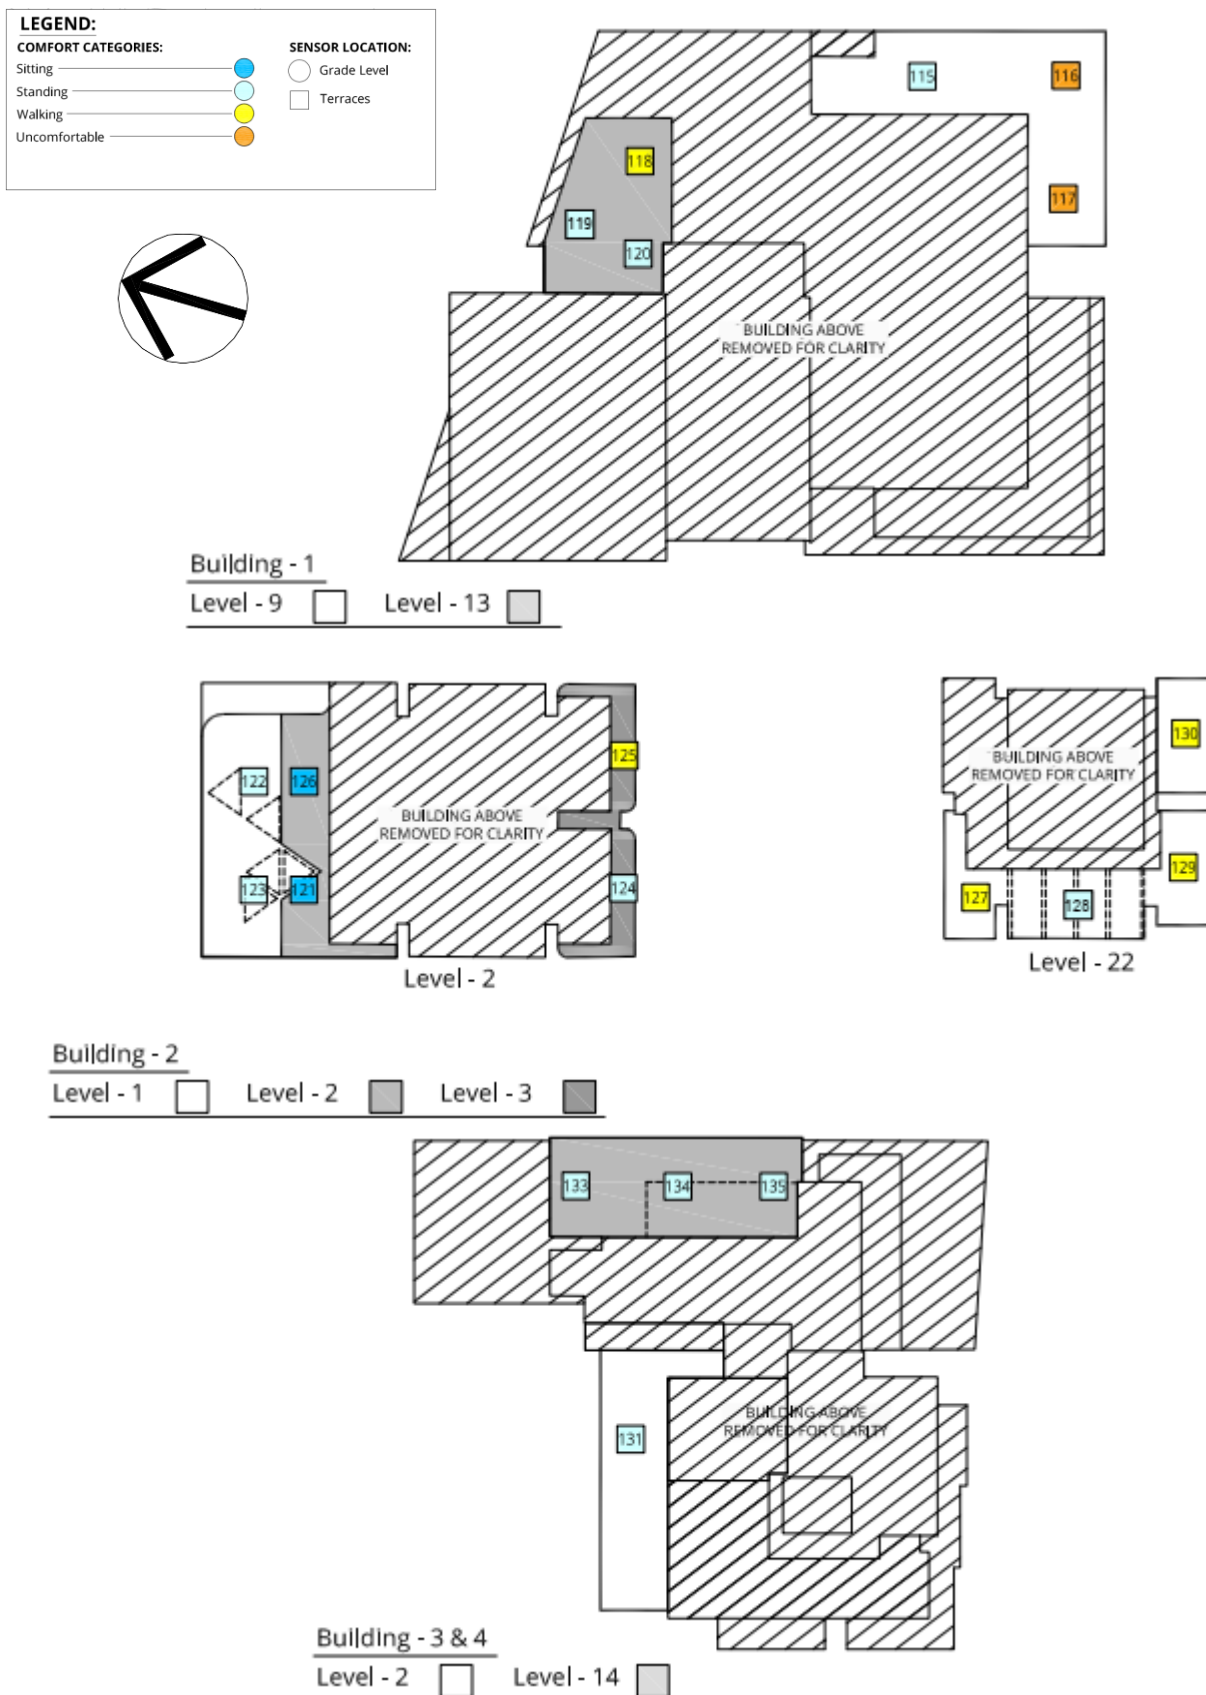 LEGEND:
COMFORT CATEGORIES:
SENSOR LOCATION:
Sitting
Grade Level
Standing
Terraces
Walking
Uncomfortable
115
116
118
117
119
120
BUILDING ABOVE
REMOVED FOR CLARITY
Building - 1
Level - 9
Level - 13
122
126
125
BUILDING ABOVE
REMOVED FOR CLARITY
123
121
124
Level - 2
130
BUILDING ABOVE
REMOVED FOR CLARITY
129
127
128
Level - 22
Building - 2
Level - 1
Level - 2
Level - 3
133
134
135
BUILDING ABOVE
REMOVED FOR CLARITY
131
Building - 3 & 4
Level - 2
Level - 14